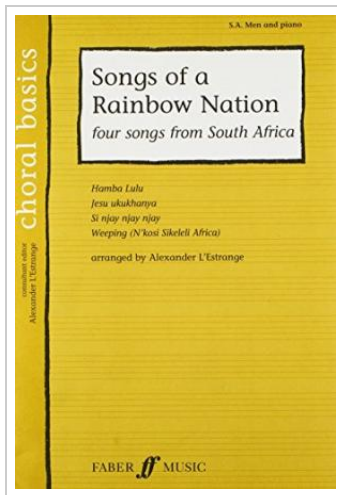 S.A. Men and piano
choral basics
consultant editor
Alexander L'Estrange
Songs of a
Rainbow Nation
four songs from South Africa
Hamba Lulu
Jesu ukukhanya
Si njay njay njay
Weeping (N'kosi Sikeleli Africa)
arranged by Alexander L'Estrange
FABER ff MUSIC